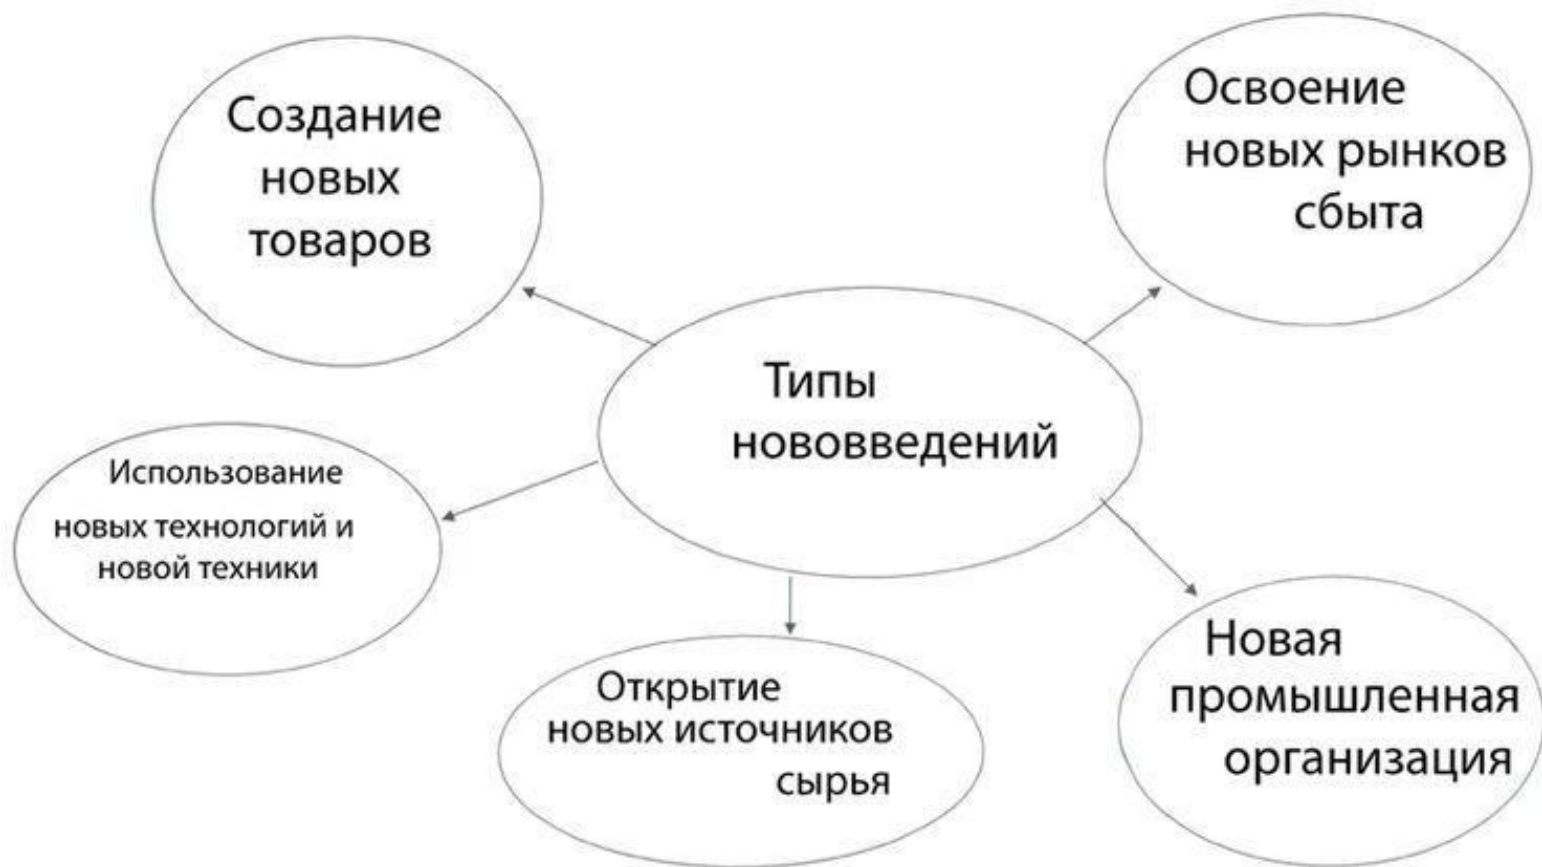 Создание
новых
товаров
Освоение
новых рынков
сбыта
Типы
нововведений
Использование
новых технологий и
новой техники
Открытие
новых источников
сырья
Новая
промышленная
организация